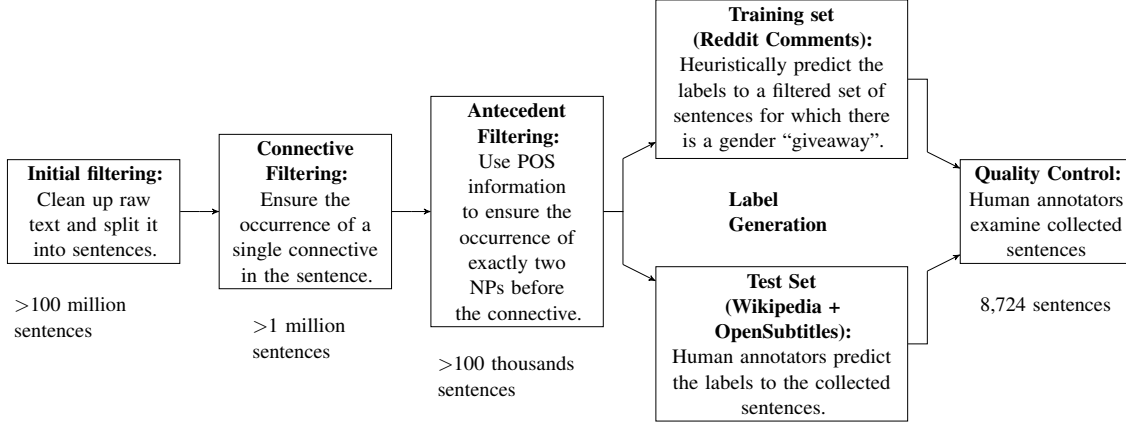 Initial filtering:
Clean up raw
text and split it
into sentences.
>100 million
sentences
Connective
Filtering:
Ensure the
occurrence of a
single connective
in the sentence.
>1 million
sentences
Antecedent
Filtering:
Use POS
information
to ensure the
occurrence of
exactly two
NPs before
the connective.
>100 thousands
sentences
Training set
(Reddit Comments):
Heuristically predict the
labels to a filtered set of
sentences for which there
is a gender “giveaway”.
Label
Generation
Test Set
(Wikipedia +
OpenSubtitles):
Human annotators predict
the labels to the collected
sentences.
Quality Control:
Human annotators
examine collected
sentences
8,724 sentences